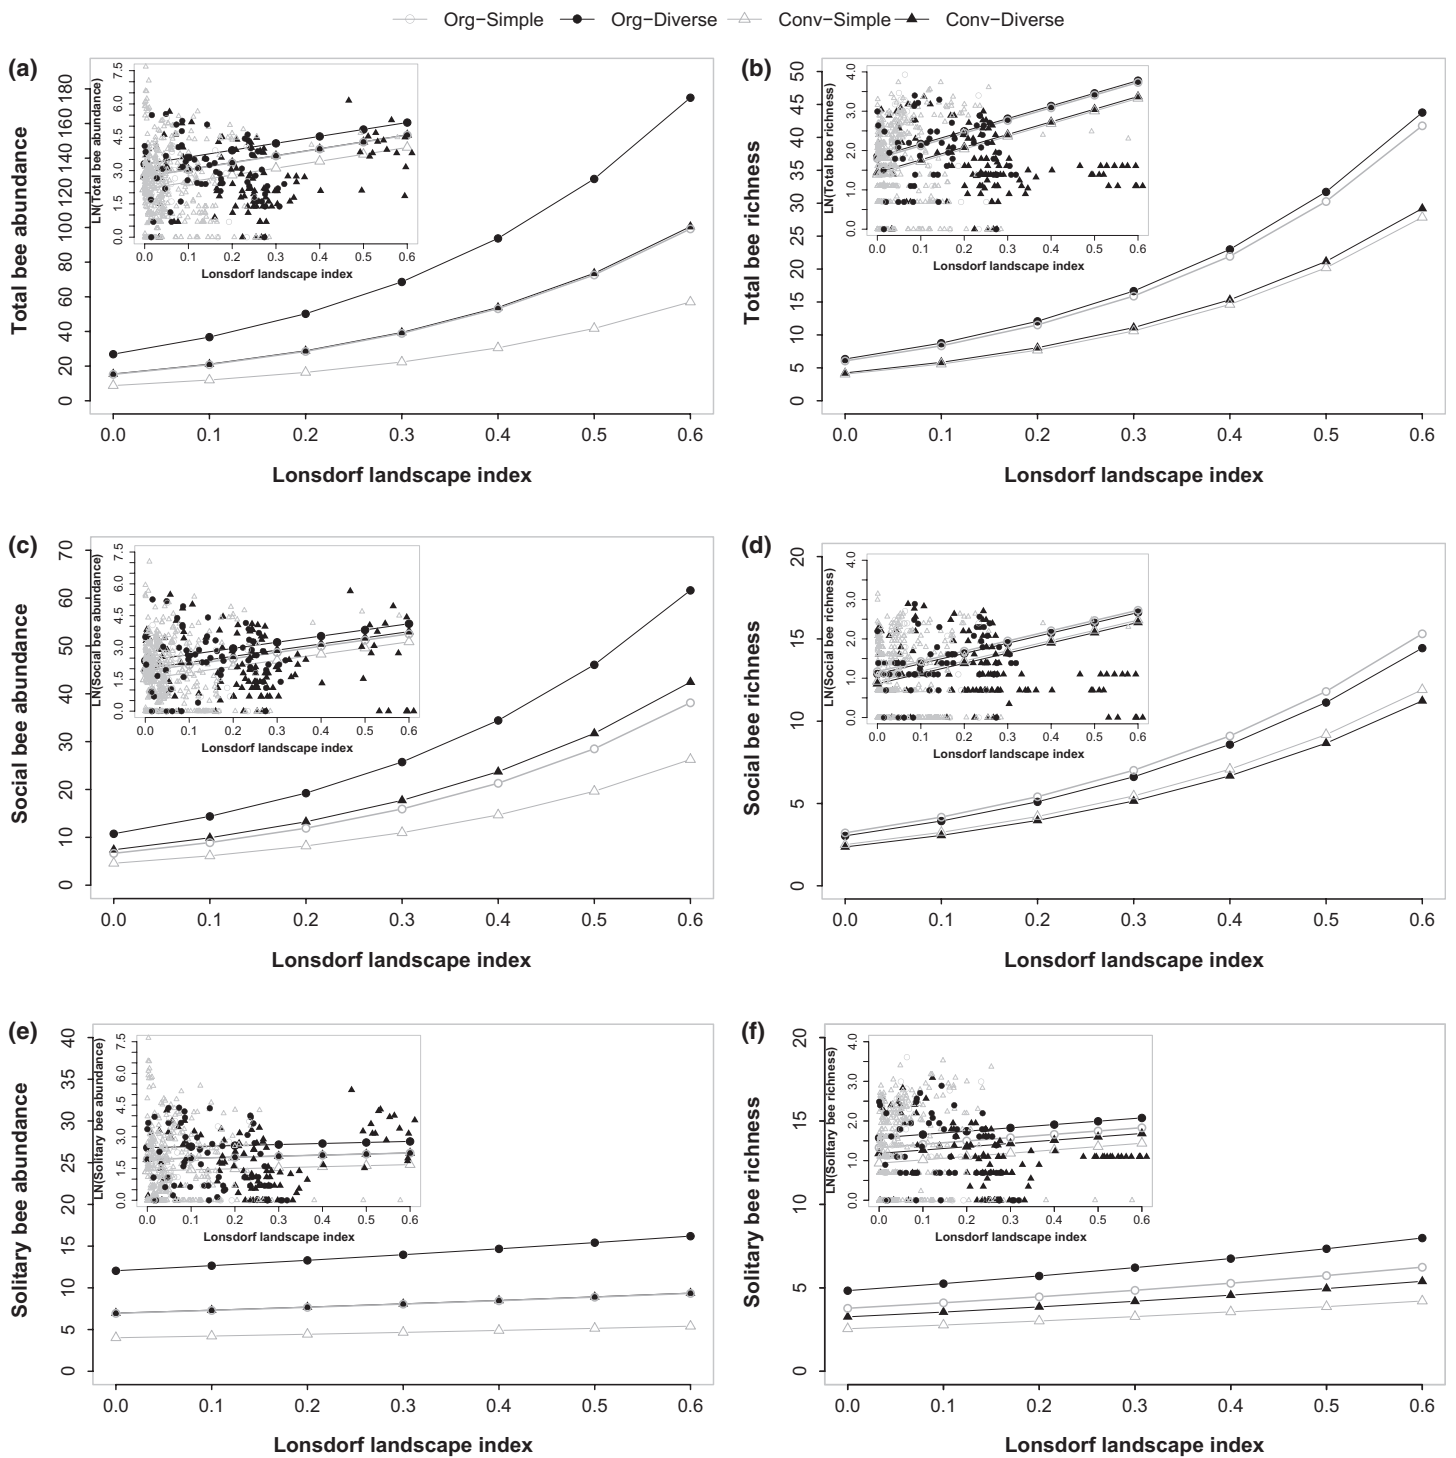 Org−Simple Org−Diverse Conv−Simple Conv−Diverse
(a)
Total bee abundance
0 20 40 60 80 100 120 140 160 180
0.0 0.1 0.2 0.3 0.4 0.5 0.6
Lonsdorf landscape index
LN(Total bee abundance)
0.0 1.5 3.0 4.5 6.0 7.5
0.0 0.1 0.2 0.3 0.4 0.5 0.6
Lonsdorf landscape index
(b)
Total bee richness
0 5 10 15 20 25 30 35 40 45 50
0.0 0.1 0.2 0.3 0.4 0.5 0.6
Lonsdorf landscape index
LN(Total bee richness)
0.0 1.0 2.0 3.0 4.0
0.0 0.1 0.2 0.3 0.4 0.5 0.6
Lonsdorf landscape index
(c)
Social bee abundance
0 10 20 30 40 50 60 70
0.0 0.1 0.2 0.3 0.4 0.5 0.6
Lonsdorf landscape index
LN(Social bee abundance)
0.0 1.5 3.0 4.5 6.0 7.5
0.0 0.1 0.2 0.3 0.4 0.5 0.6
Lonsdorf landscape index
(d)
Social bee richness
0 5 10 15 20
0.0 0.1 0.2 0.3 0.4 0.5 0.6
Lonsdorf landscape index
LN(Social bee richness)
0.0 1.0 2.0 3.0 4.0
0.0 0.1 0.2 0.3 0.4 0.5 0.6
Lonsdorf landscape index
(e)
Solitary bee abundance
0 5 10 15 20 25 30 35 40
0.0 0.1 0.2 0.3 0.4 0.5 0.6
Lonsdorf landscape index
LN(Solitary bee abundance)
0.0 1.5 3.0 4.5 6.0 7.5
0.0 0.1 0.2 0.3 0.4 0.5 0.6
Lonsdorf landscape index
(f)
Solitary bee richness
0 5 10 15 20
0.0 0.1 0.2 0.3 0.4 0.5 0.6
Lonsdorf landscape index
LN(Solitary bee richness)
0.0 1.0 2.0 3.0 4.0
0.0 0.1 0.2 0.3 0.4 0.5 0.6
Lonsdorf landscape index